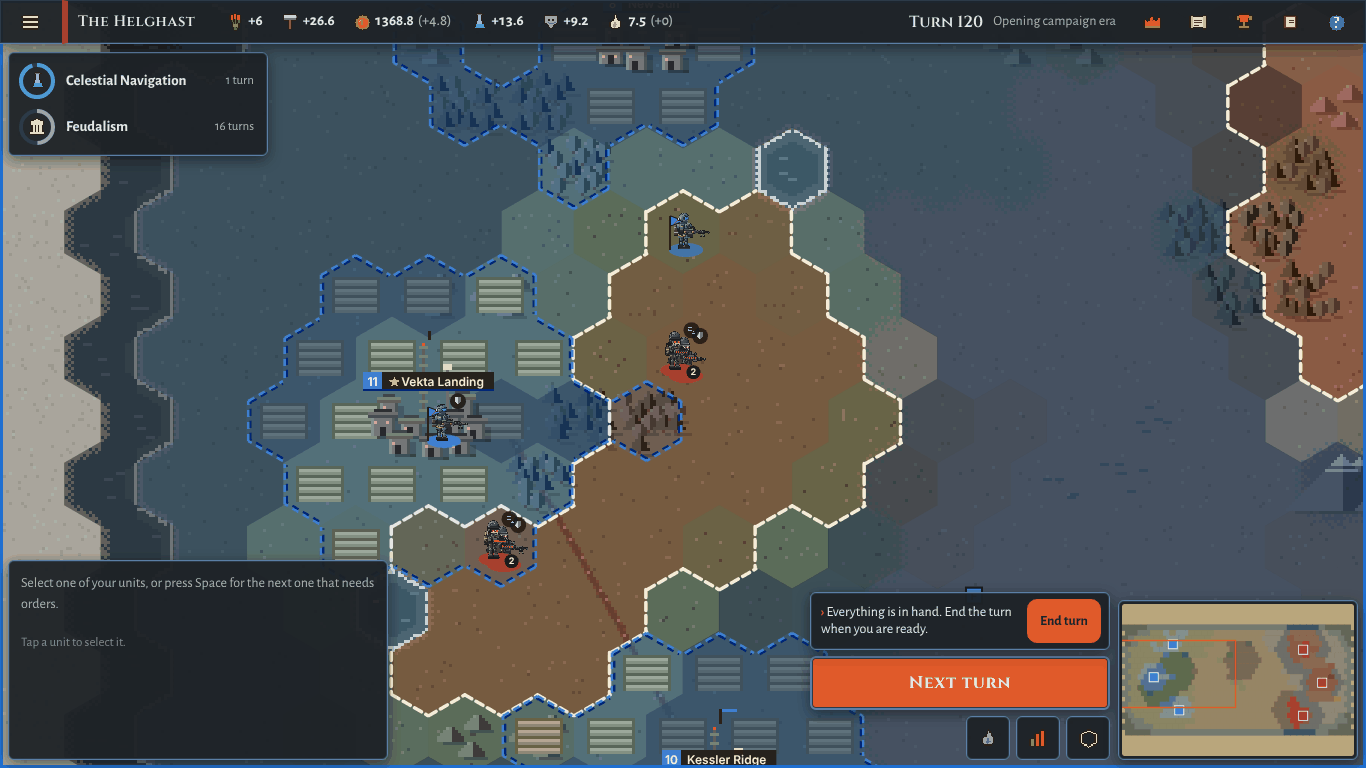 The Helghast
+6
+26.6
1368.8 (+4.8)
+13.6
+9.2
7.5 (+0)
Turn 120
Opening campaign era
Celestial Navigation
1 turn
Feudalism
16 turns
2
11 ★ Vekta Landing
2
Select one of your units, or press Space for the next one that needs
orders.
Tap a unit to select it.
› Everything is in hand. End the turn
when you are ready.
End turn
Next turn
10 Kessler Ridge